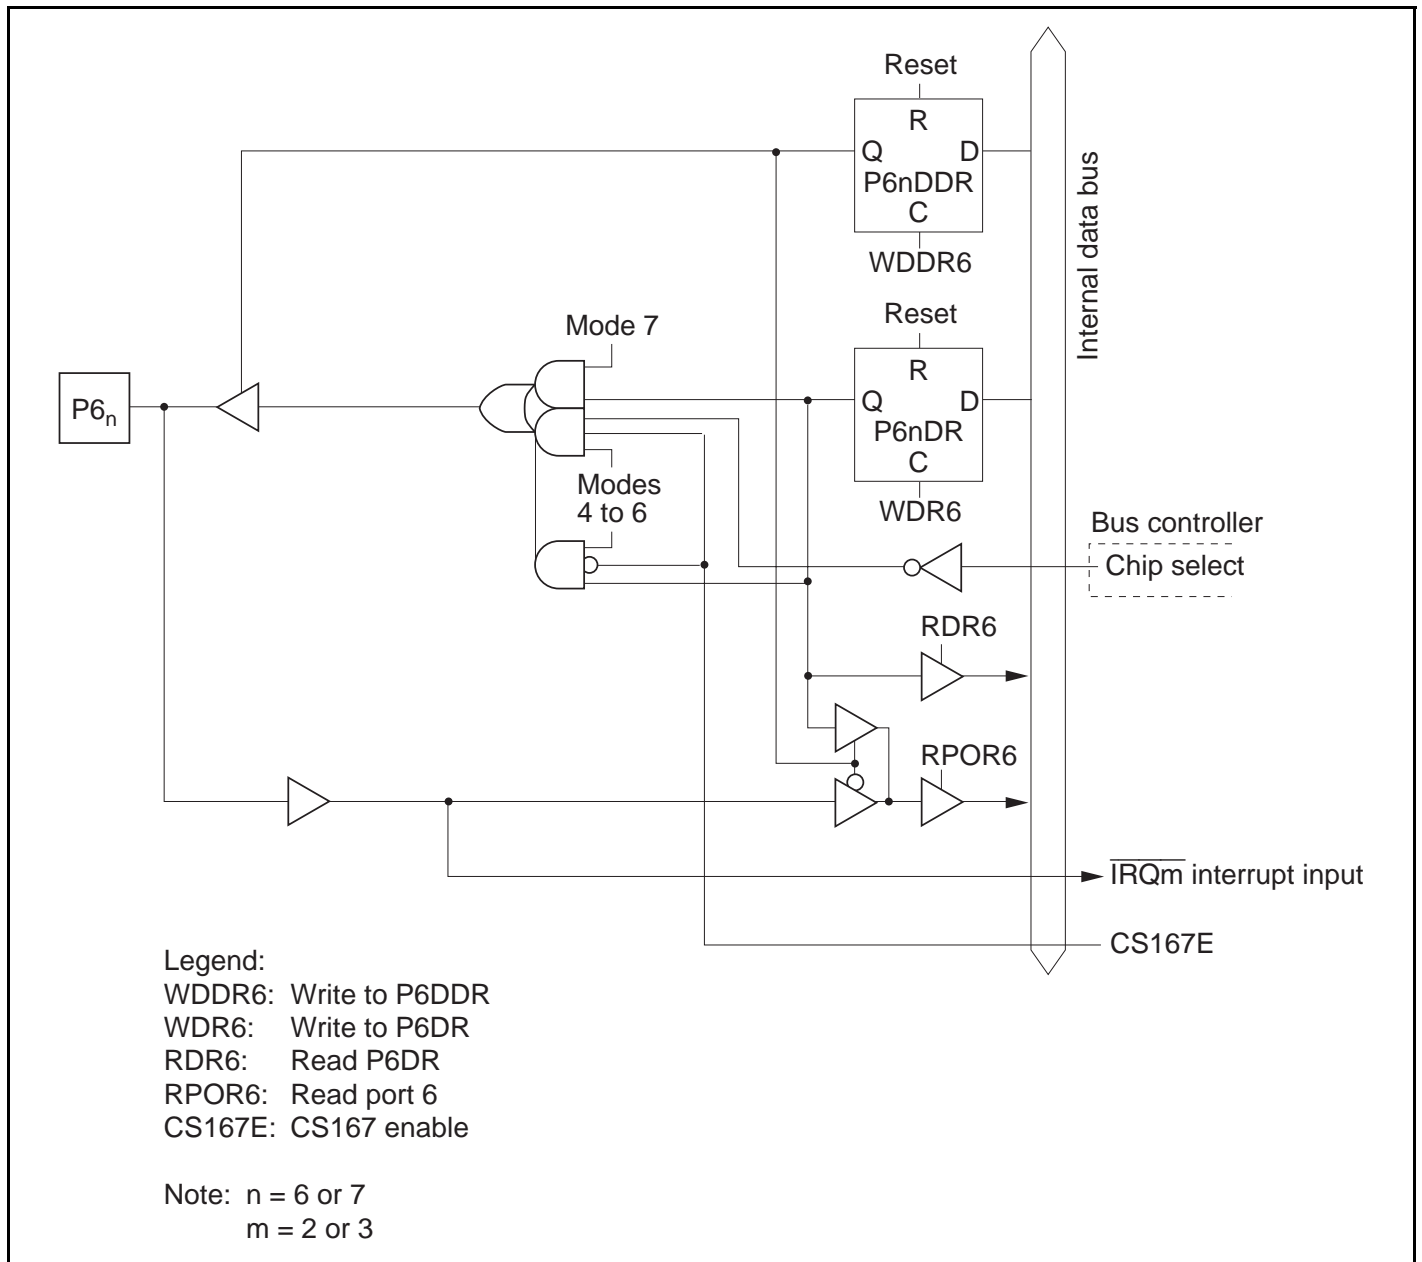 Reset
R
Q D
P6nDDR
C
WDDR6
Internal data bus
Reset
Mode 7
R
P6n
Q D
P6nDR
C
Modes
4 to 6
WDR6
Bus controller
Chip select
RDR6
RPOR6
IRQm interrupt input
CS167E
Legend:
WDDR6: Write to P6DDR
WDR6: Write to P6DR
RDR6: Read P6DR
RPOR6: Read port 6
CS167E: CS167 enable
Note: n = 6 or 7
m = 2 or 3